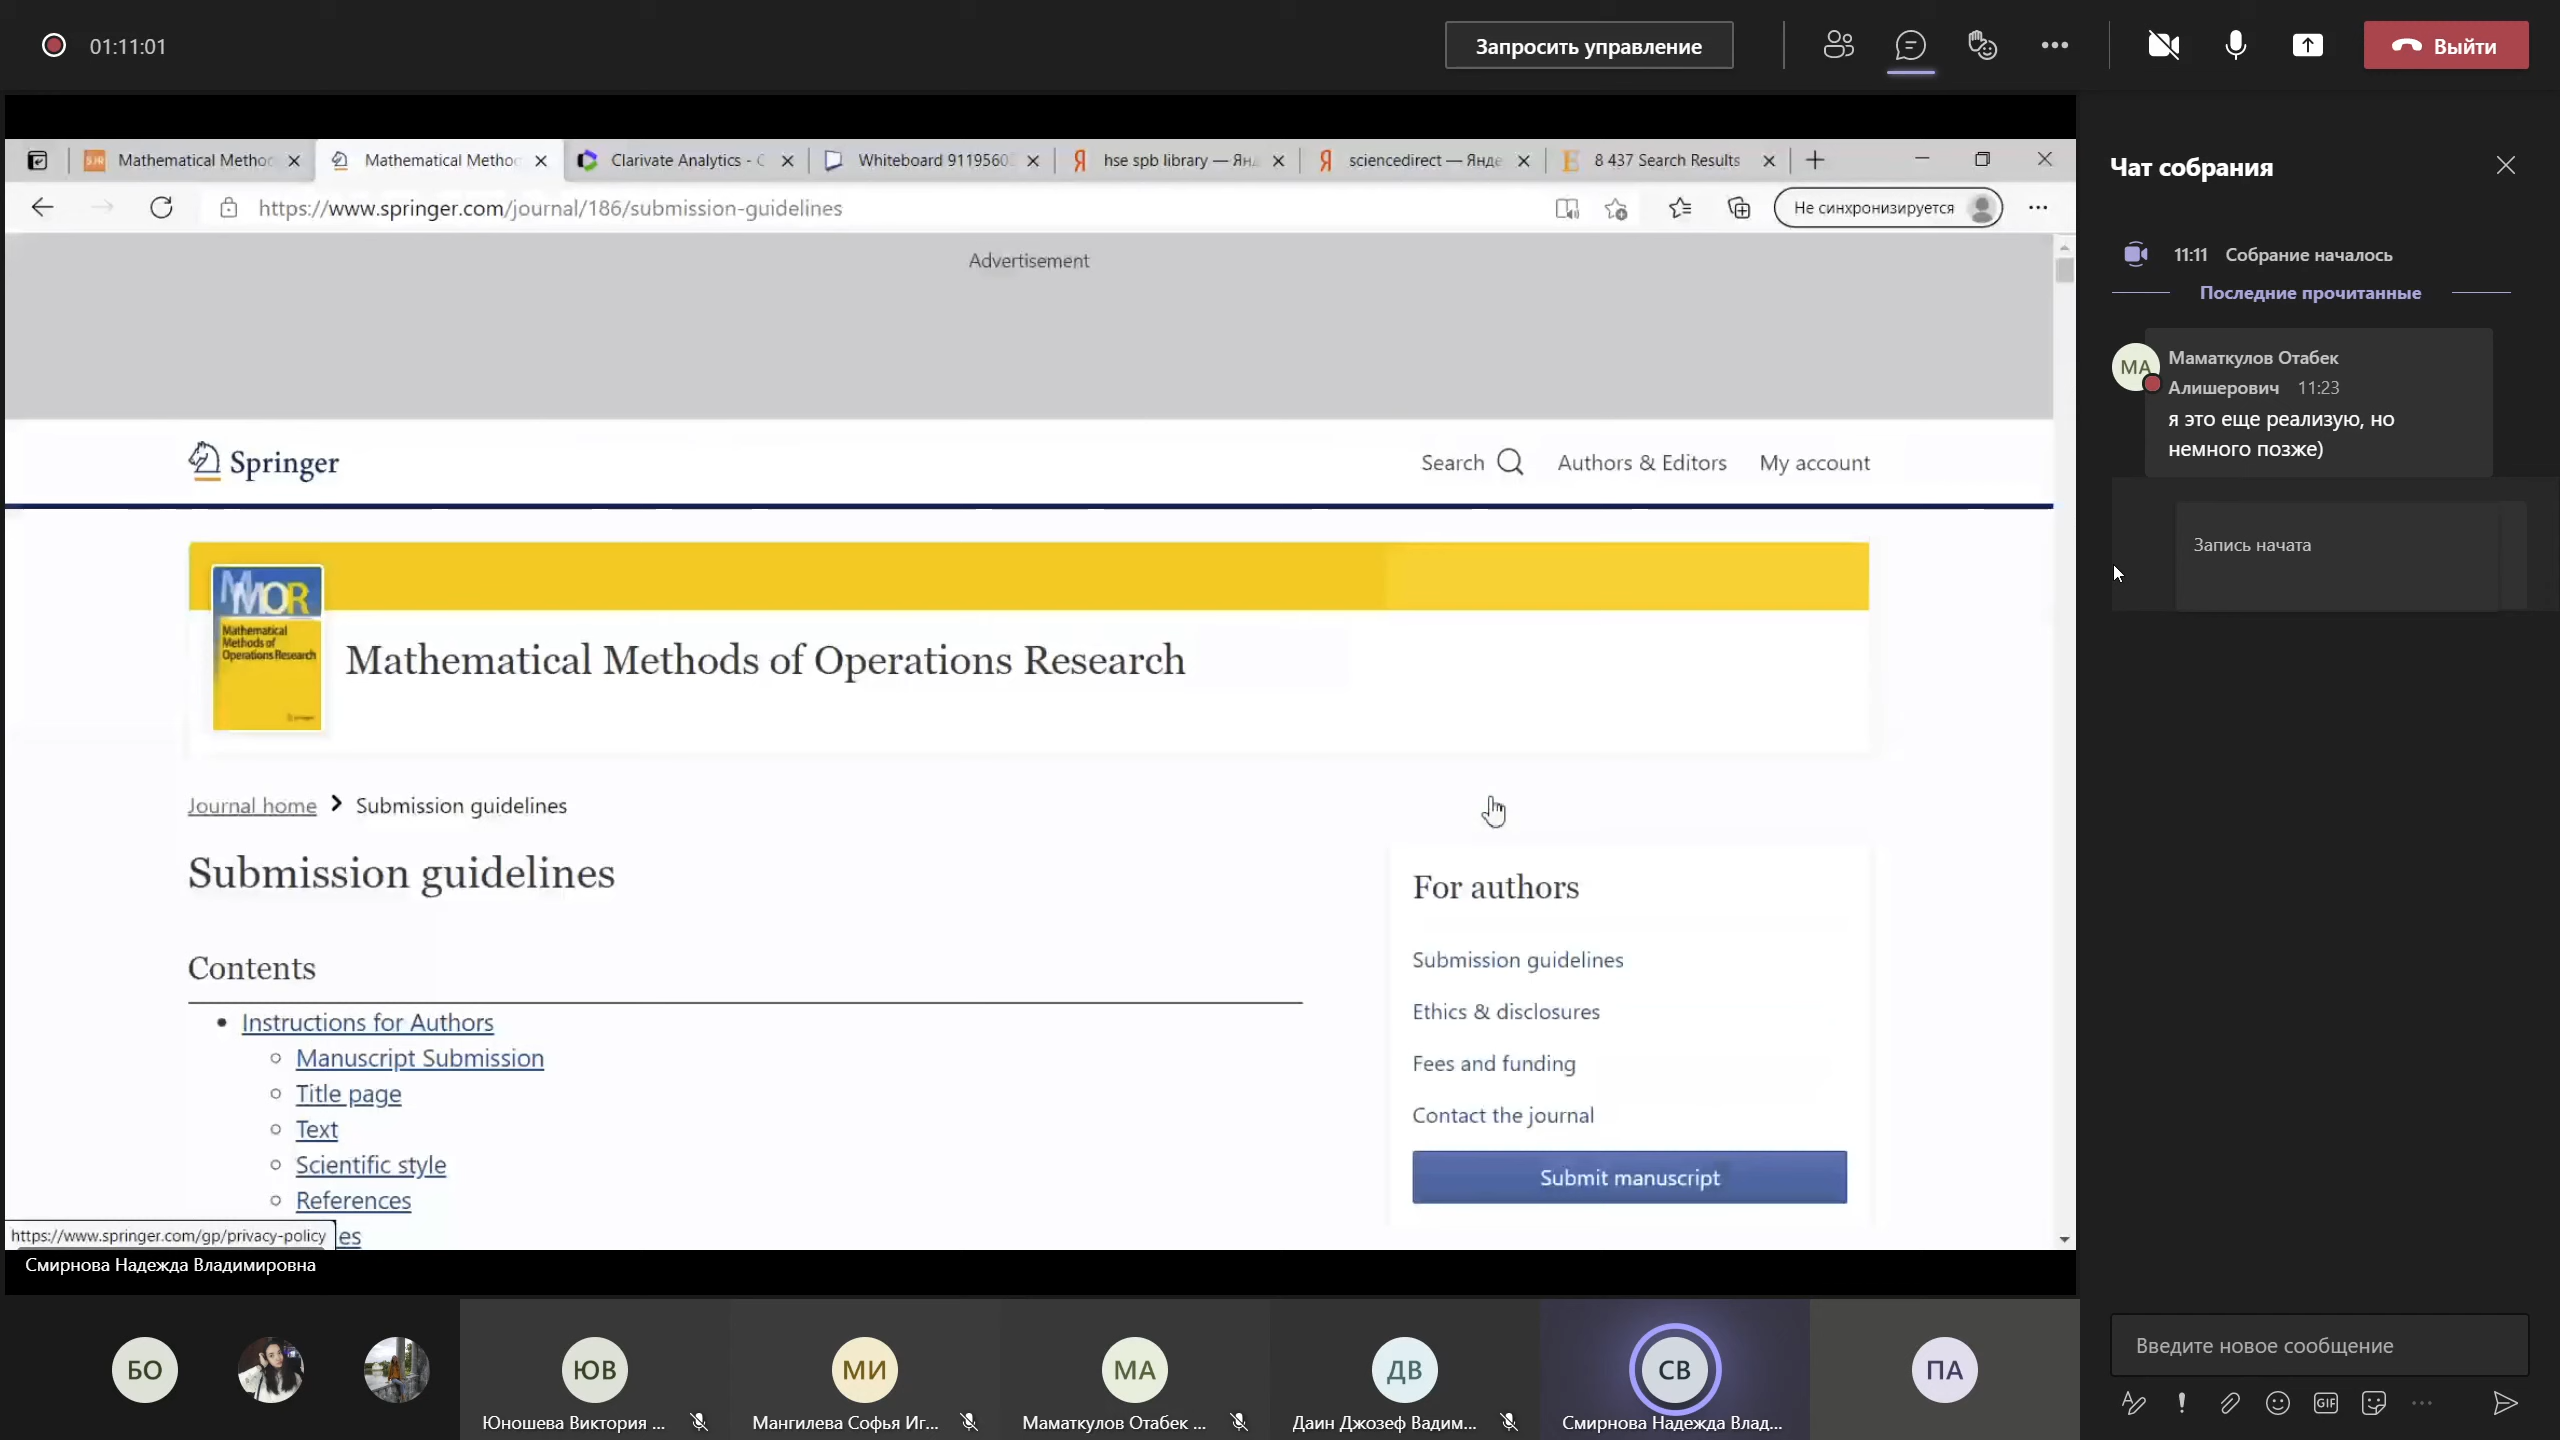 01:11:01
Запросить управление
Выйти
Mathematical Metho
Mathematical Metho
Clarivate Analytics - C
Whiteboard 9119560
hse spb library — Ян
sciencedirect — Янде
8 437 Search Results
https://www.springer.com/journal/186/submission-guidelines
Не синхронизируется
Advertisement
Springer
Search
Authors & Editors
My account
MMOR
Mathematical
Methods of
Operations Research
Mathematical Methods of Operations Research
Journal home
Submission guidelines
Submission guidelines
Contents
Instructions for Authors
Manuscript Submission
Title page
Text
Scientific style
References
es
For authors
Submission guidelines
Ethics & disclosures
Fees and funding
Contact the journal
Submit manuscript
https://www.springer.com/gp/privacy-policy
Смирнова Надежда Владимировна
Чат собрания
11:11 Собрание началось
Последние прочитанные
МА
Маматкулов Отабек
Алишерович 11:23
я это еще реализую, но
немного позже)
Запись начата
Введите новое сообщение
GIF
БО
ЮВ
Юношева Виктория ...
МИ
Мангилева Софья Иг...
МА
Маматкулов Отабек ...
ДВ
Даин Джозеф Вадим...
СВ
Смирнова Надежда Влад...
ПА